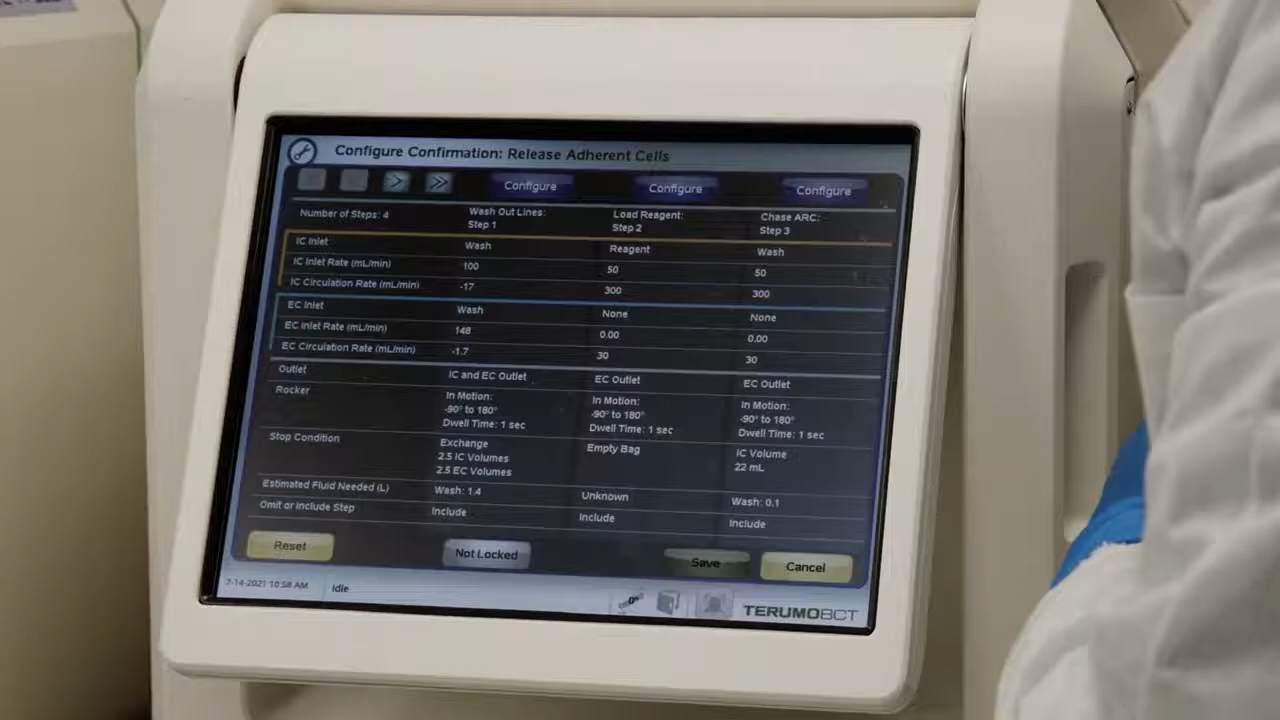 Configure Confirmation: Release Adherent Cells
Configure Configure Configure
Number of Steps: 4 Wash Out Lines: Step 1 Load Reagent: Step 2 Chase ARC: Step 3
IC Inlet Wash Reagent Wash
IC Inlet Rate (mL/min) 100 50 50
IC Circulation Rate (mL/min) -17 300 300
EC Inlet Wash None None
EC Inlet Rate (mL/min) 148 0.00 0.00
EC Circulation Rate (mL/min) -1.7 30 30
Outlet IC and EC Outlet EC Outlet EC Outlet
Rocker In Motion: In Motion: In Motion:
-90° to 180° -90° to 180° -90° to 180°
Dwell Time: 1 sec Dwell Time: 1 sec Dwell Time: 1 sec
Stop Condition Exchange Empty Bag IC Volume
2.5 IC Volumes 22 mL
2.5 EC Volumes
Estimated Fluid Needed (L) Wash: 1.4 Unknown Wash: 0.1
Omit or Include Step Include Include Include
Reset Not Locked Save Cancel
7-14-2021 10:58 AM Idle 0° TERUMOBCT